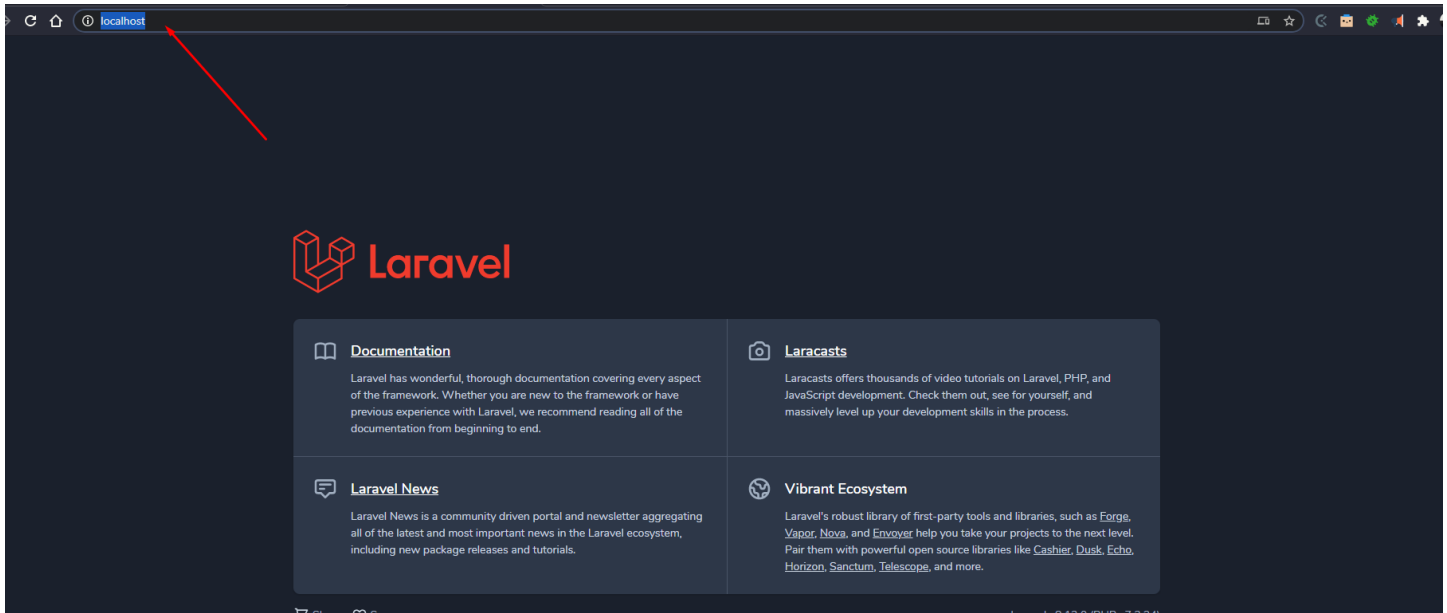 localhost
Laravel
Documentation
Laravel has wonderful, thorough documentation covering every aspect
of the framework. Whether you are new to the framework or have
previous experience with Laravel, we recommend reading all of the
documentation from beginning to end.
Laracasts
Laracasts offers thousands of video tutorials on Laravel, PHP, and
JavaScript development. Check them out, see for yourself, and
massively level up your development skills in the process.
Laravel News
Laravel News is a community driven portal and newsletter aggregating
all of the latest and most important news in the Laravel ecosystem,
including new package releases and tutorials.
Vibrant Ecosystem
Laravel's robust library of first-party tools and libraries, such as Forge,
Vapor, Nova, and Envoyer help you take your projects to the next level.
Pair them with powerful open source libraries like Cashier, Dusk, Echo,
Horizon, Sanctum, Telescope, and more.